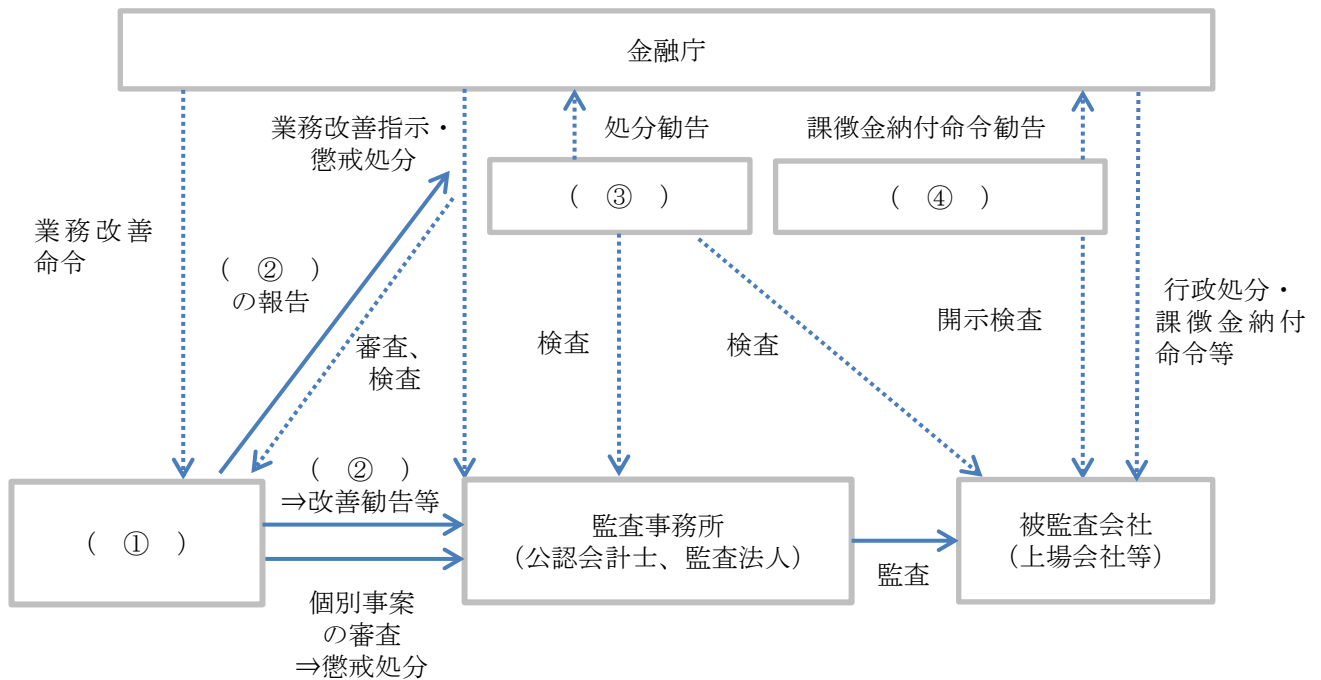 金融庁
業務改善指示・
懲戒処分
処分勧告
課徴金納付命令勧告
( ③ )
( ④ )
業務改善
命令
( ② )
の報告
審査、
検査
検査
検査
開示検査
行政処分・
課徴金納付
命令等
( ② )
⇒改善勧告等
( ① )
監査事務所
(公認会計士、監査法人)
監査
被監査会社
(上場会社等)
個別事案
の審査
⇒懲戒処分